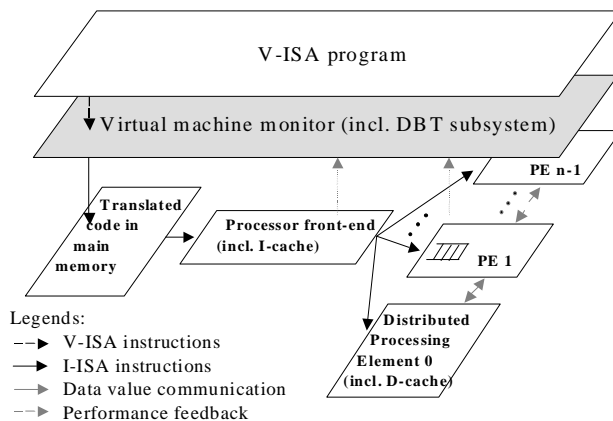 V-ISA program
Virtual machine monitor (incl. DBT subsystem)
PE n-1
Translated
code in
main
memory
Processor front-end
(incl. I-cache)
PE 1
Distributed
Processing
Element 0
(incl. D-cache)
Legends:
V-ISA instructions
I-ISA instructions
Data value communication
Performance feedback